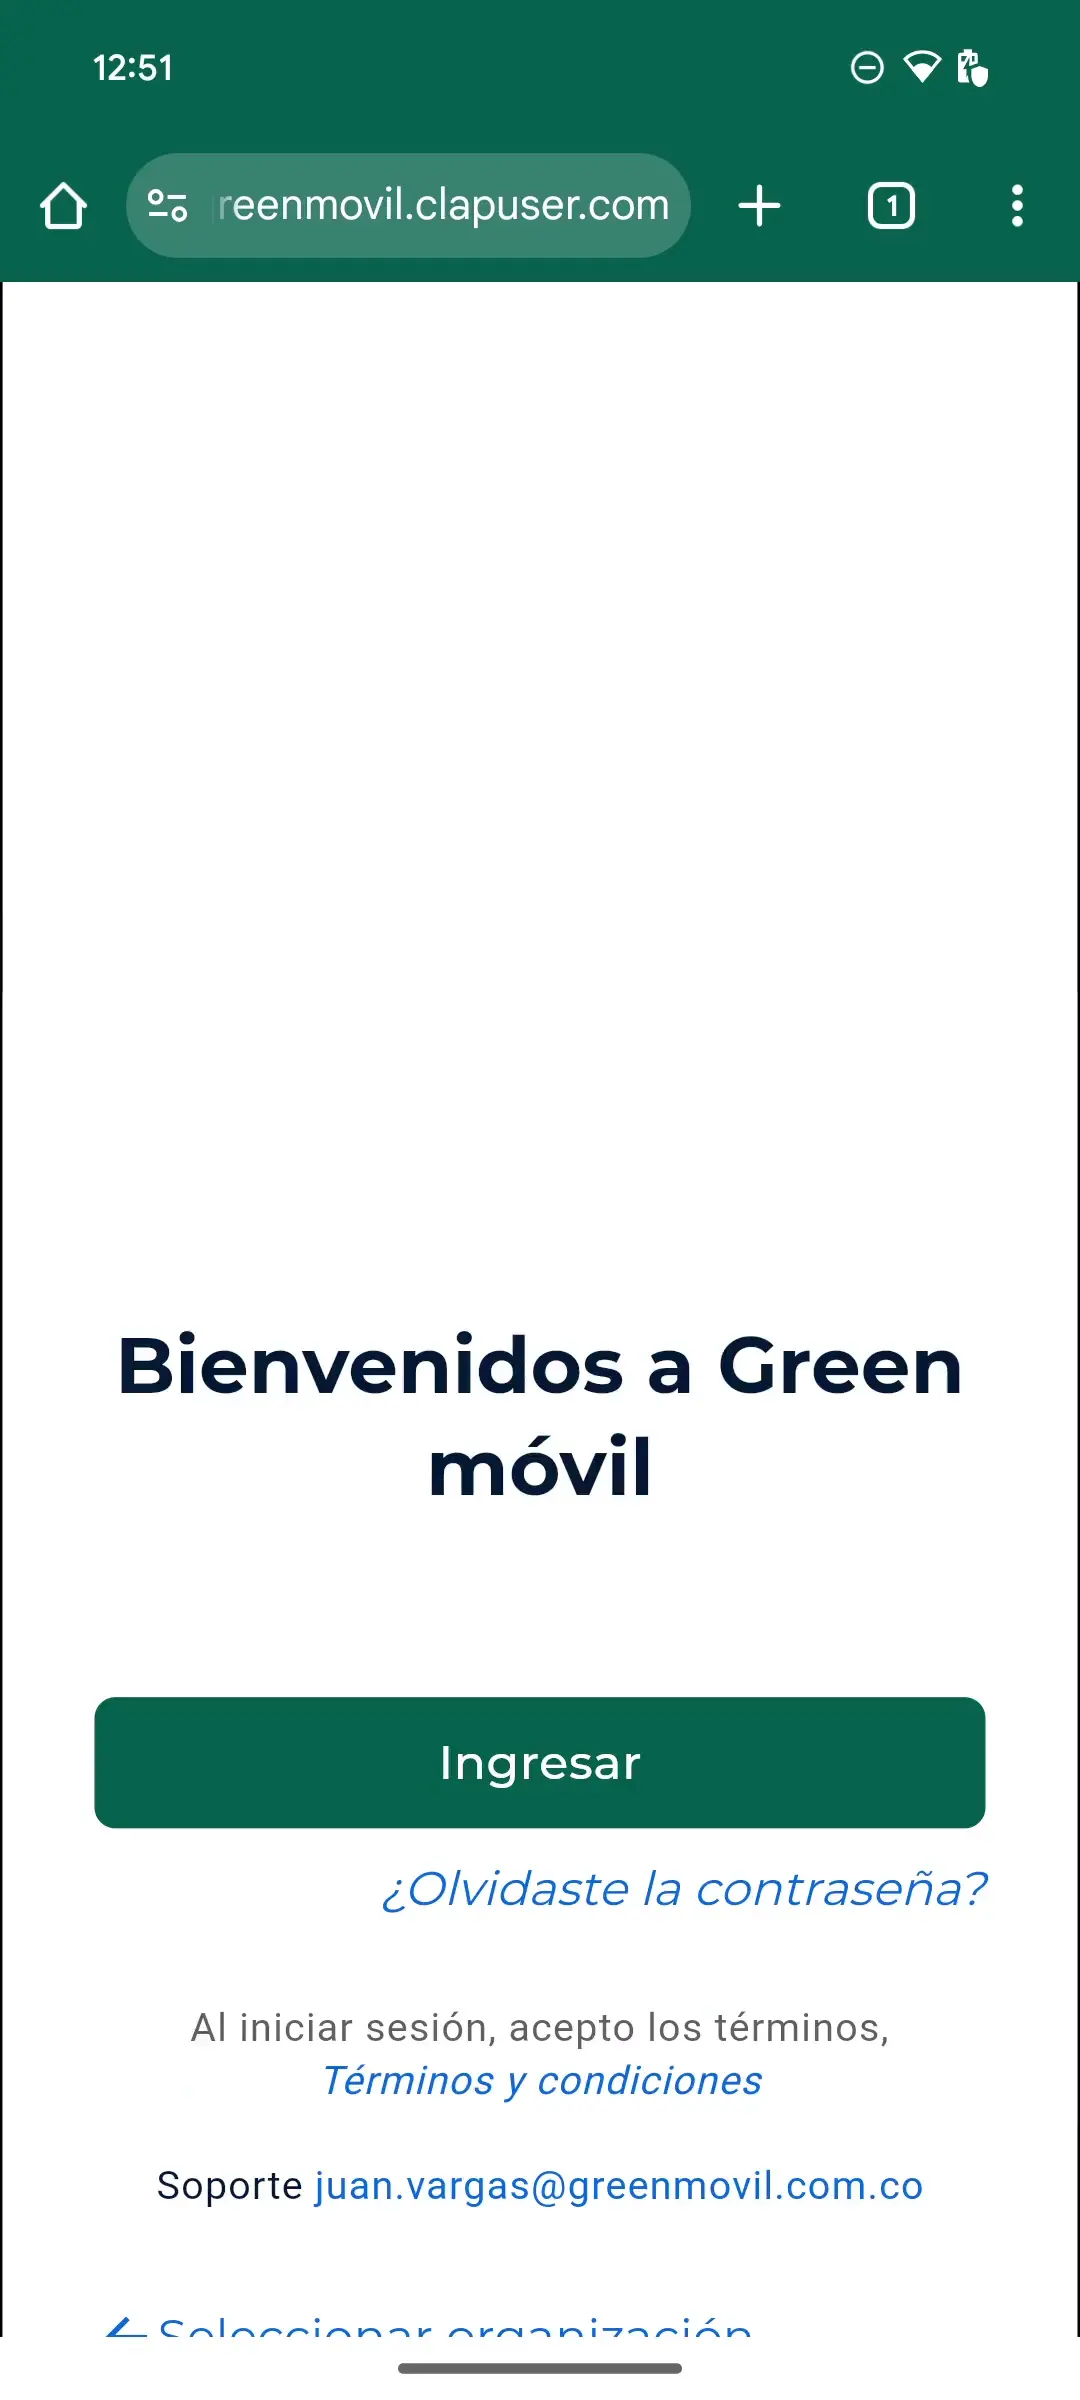 12:51
reenmovil.clapuser.com
1
Bienvenidos a Green
móvil
Ingresar
¿Olvidaste la contraseña?
Al iniciar sesión, acepto los términos,
Términos y condiciones
Soporte juan.vargas@greenmovil.com.co
← Seleccionar organización